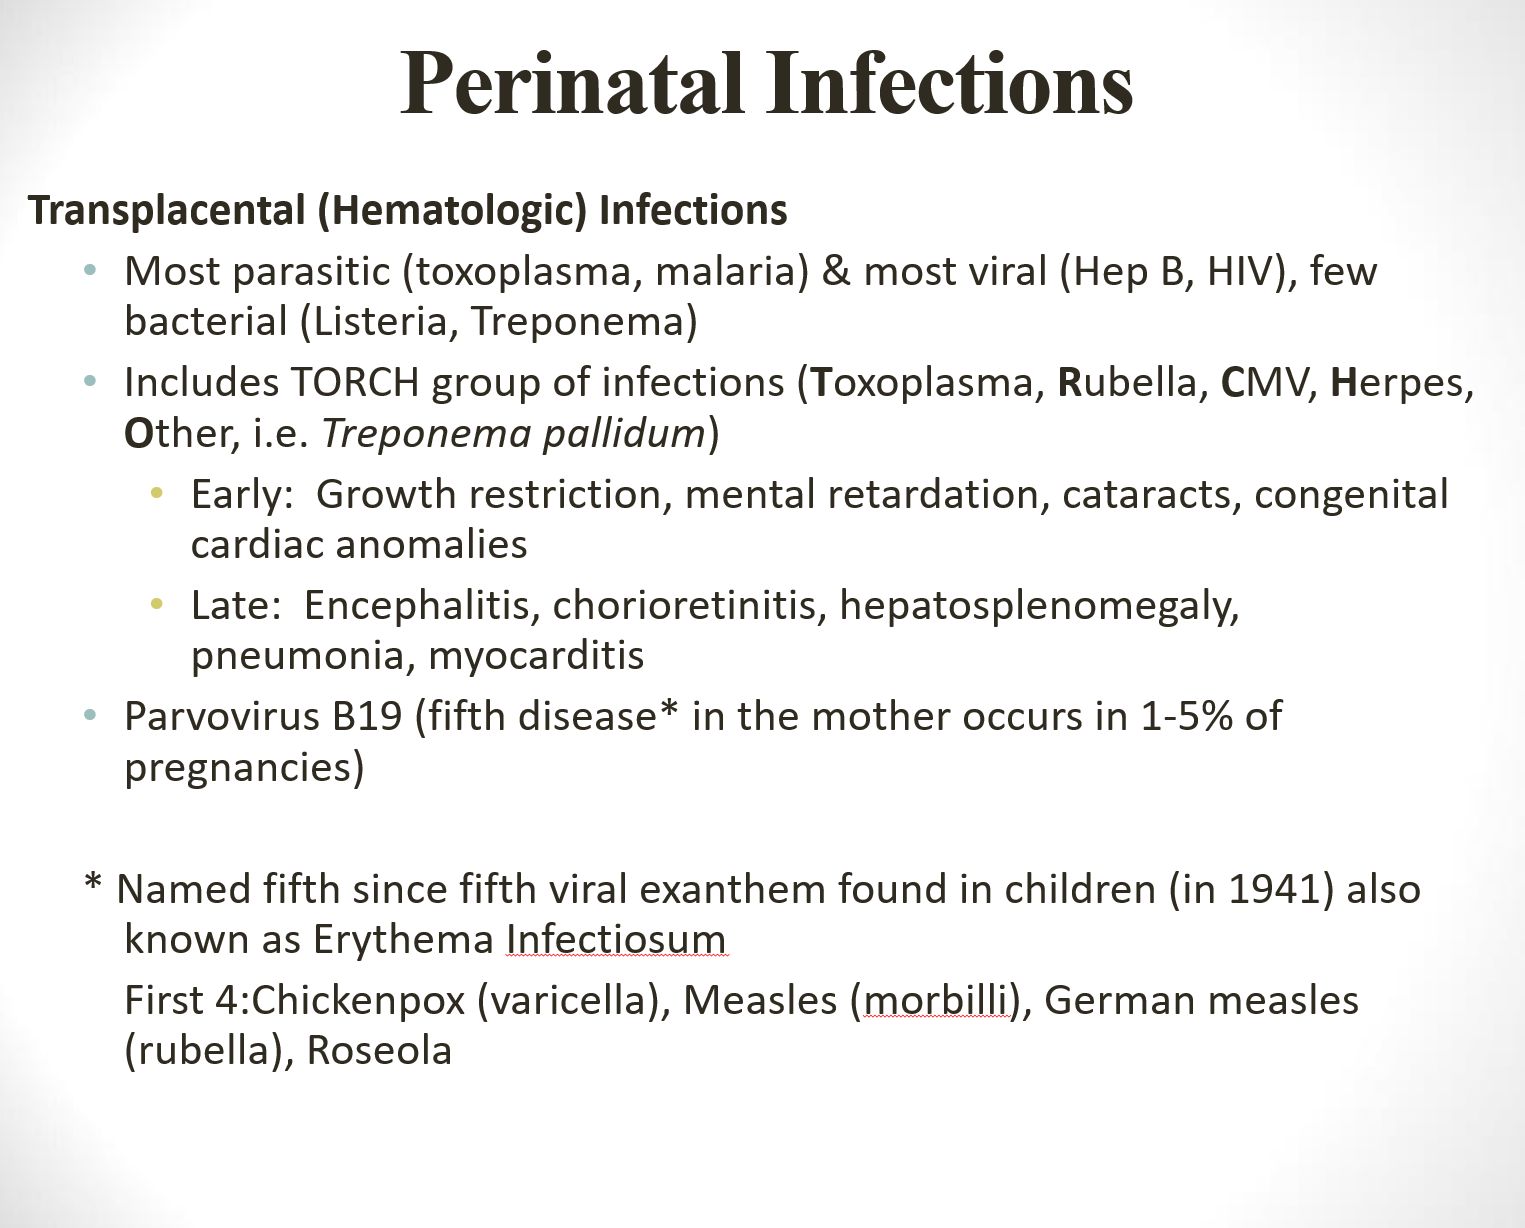 Perinatal Infections
Transplacental (Hematologic) Infections
• Most parasitic (toxoplasma, malaria) & most viral (Hep B, HIV), few
bacterial (Listeria, Treponema)
• Includes TORCH group of infections (Toxoplasma, Rubella, CMV, Herpes,
Other, i.e. Treponema pallidum)
• Early:  Growth restriction, mental retardation, cataracts, congenital
cardiac anomalies
• Late:  Encephalitis, chorioretinitis, hepatosplenomegaly,
pneumonia, myocarditis
• Parvovirus B19 (fifth disease* in the mother occurs in 1-5% of
pregnancies)
* Named fifth since fifth viral exanthem found in children (in 1941) also
known as Erythema Infectiosum
First 4:Chickenpox (varicella), Measles (morbilli), German measles
(rubella), Roseola